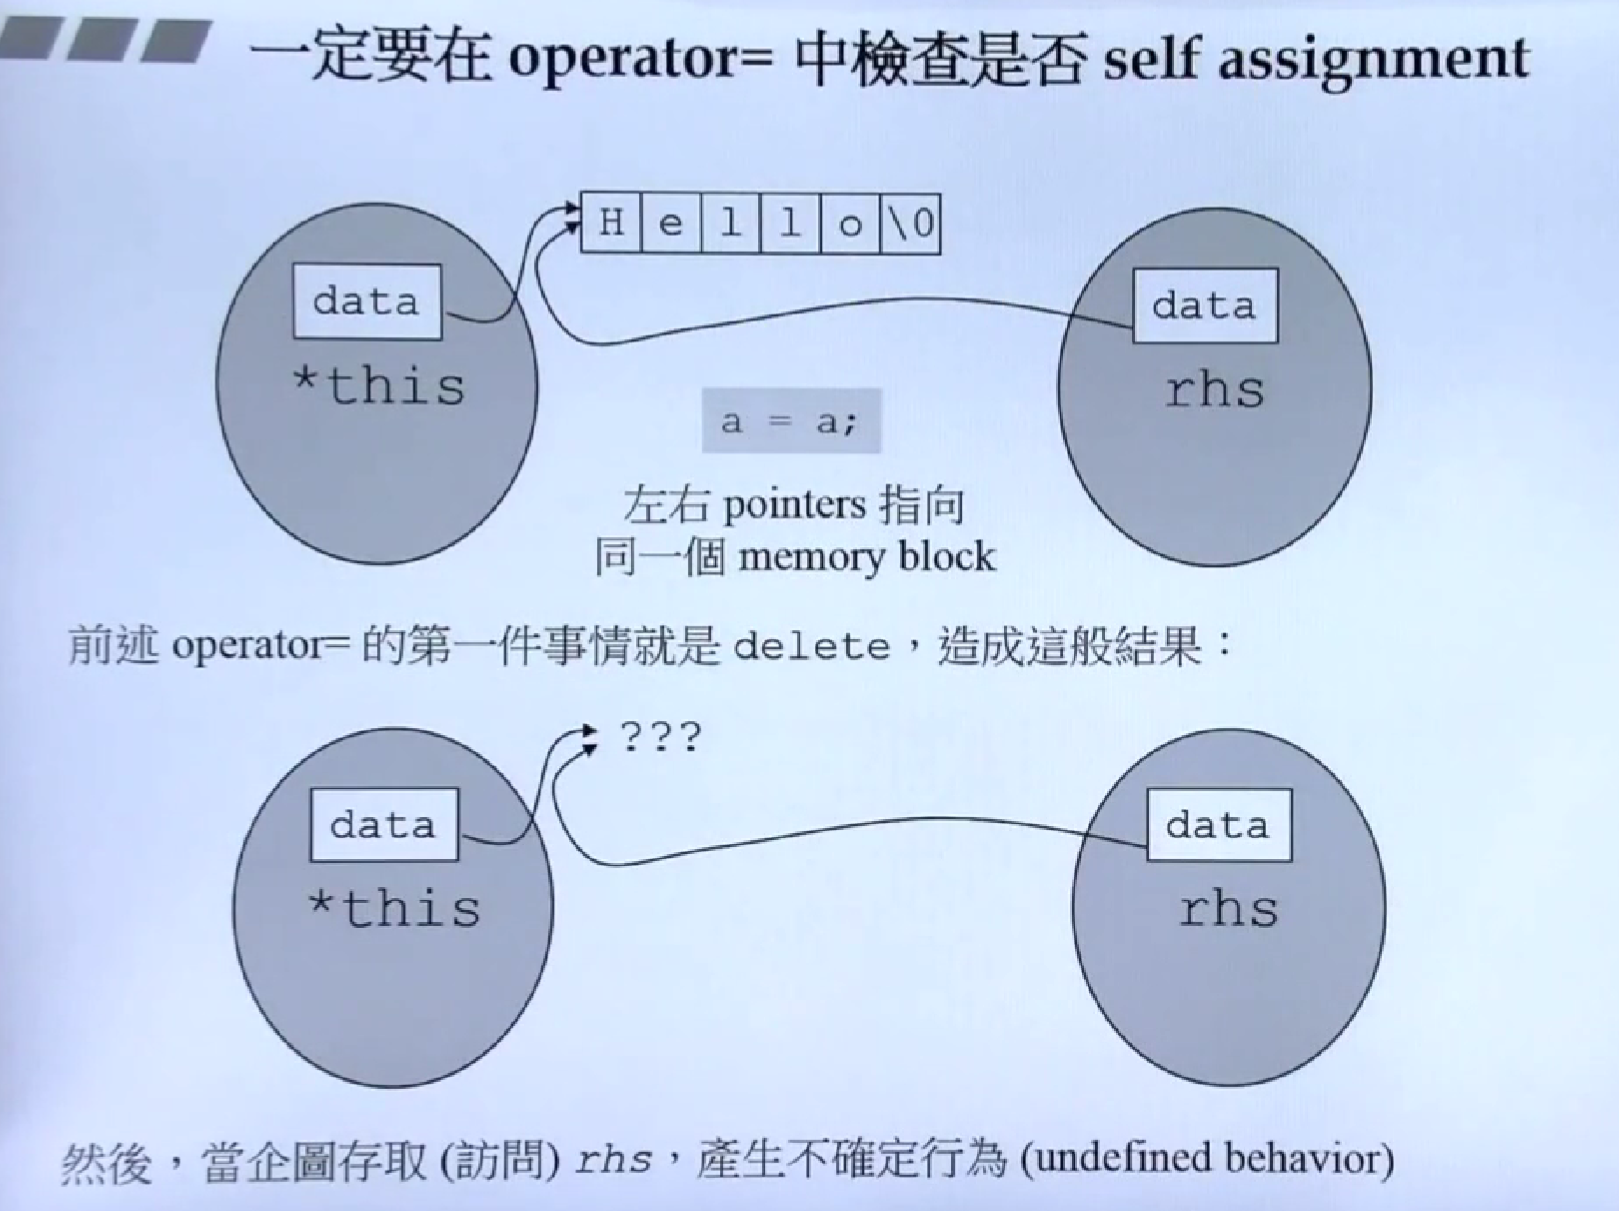 一定要在 operator= 中檢查是否 self assignment
H e l l o \0
data
data
*this
rhs
a = a;
左右 pointers 指向
同一個 memory block
前述 operator= 的第一件事情就是 delete，造成這般結果：
???
data
data
*this
rhs
然後，當企圖存取 (訪問) rhs，產生不確定行為 (undefined behavior)